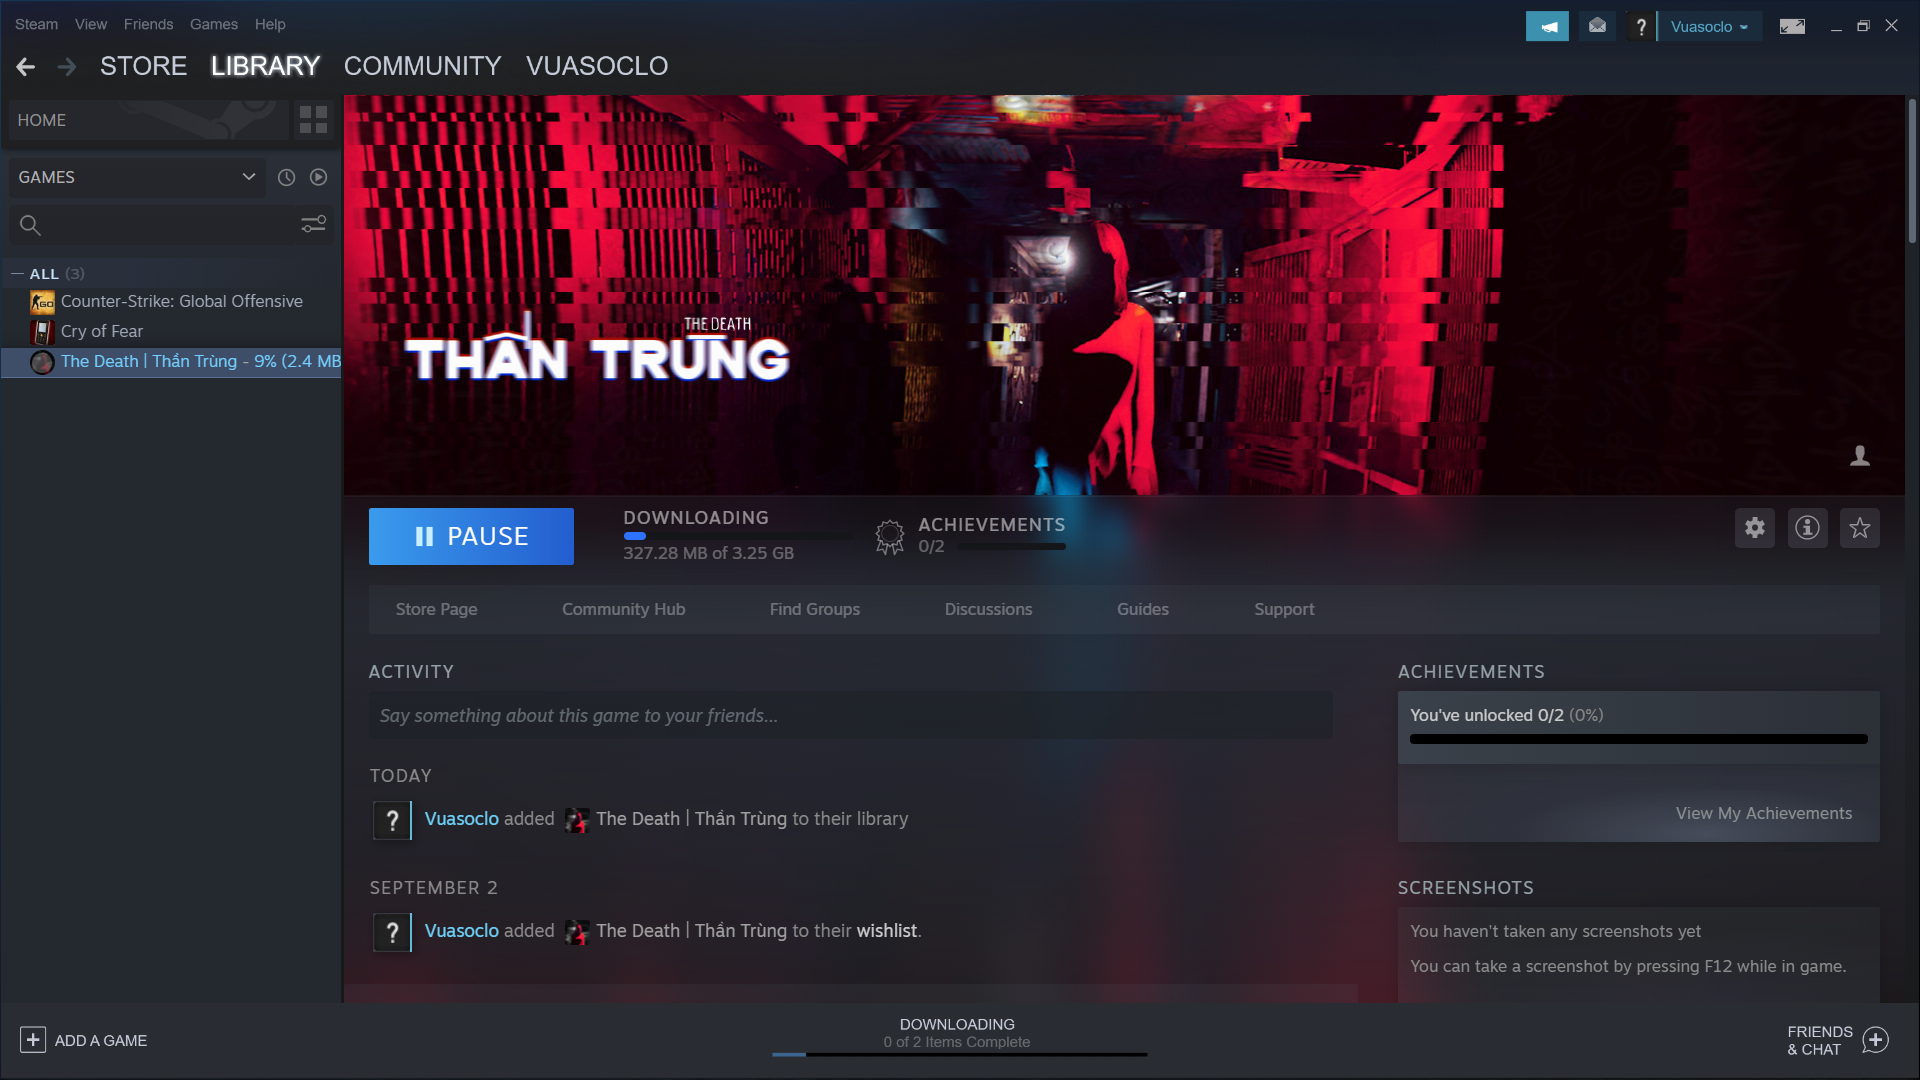 Steam View Friends Games Help
Vuasoclo
STORE LIBRARY COMMUNITY VUASOCLO
HOME
GAMES
ALL (3)
GO
Counter-Strike: Global Offensive
Cry of Fear
The Death | Thần Trùng - 9% (2.4 MB
THE DEATH
THẦN TRÙNG
PAUSE
DOWNLOADING
327.28 MB of 3.25 GB
ACHIEVEMENTS
0/2
Store Page Community Hub Find Groups Discussions Guides Support
ACTIVITY
Say something about this game to your friends...
TODAY
Vuasoclo added The Death | Thần Trùng to their library
SEPTEMBER 2
Vuasoclo added The Death | Thần Trùng to their wishlist.
ACHIEVEMENTS
You've unlocked 0/2 (0%)
View My Achievements
SCREENSHOTS
You haven't taken any screenshots yet
You can take a screenshot by pressing F12 while in game.
ADD A GAME
DOWNLOADING
0 of 2 Items Complete
FRIENDS
& CHAT